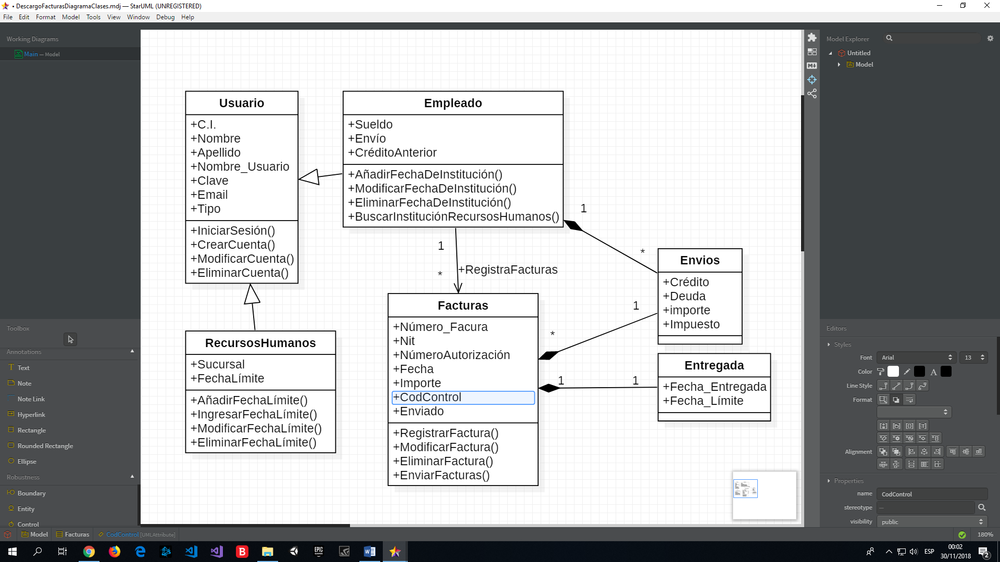 • DescargoFacturasDiagramaClases.mdj — StarUML (UNREGISTERED)
File Edit Format Model Tools View Window Debug Help
Working Diagrams
Main — Model
Usuario
+C.I.
+Nombre
+Apellido
+Nombre_Usuario
+Clave
+Email
+Tipo
+IniciarSesión()
+CrearCuenta()
+ModificarCuenta()
+EliminarCuenta()
Empleado
+Sueldo
+Envío
+CréditoAnterior
+AñadirFechaDeInstitución()
+ModificarFechaDeInstitución()
+EliminarFechaDeInstitución()
+BuscarInstituciónRecursosHumanos()
1
*
1
*
+RegistraFacturas
Envios
+Crédito
+Deuda
+importe
+Impuesto
1
*
Facturas
+Número_Facura
+Nit
+NúmeroAutorización
+Fecha
+Importe
+CodControl
+Enviado
+RegistrarFactura()
+ModificarFactura()
+EliminarFactura()
+EnviarFacturas()
1
1
Entregada
+Fecha_Entregada
+Fecha_Límite
RecursosHumanos
+Sucursal
+FechaLímite
+AñadirFechaLímite()
+IngresarFechaLímite()
+ModificarFechaLímite()
+EliminarFechaLímite()
Toolbox
Annotations
Text
Note
Note Link
Hyperlink
Rectangle
Rounded Rectangle
Ellipse
Robustness
Boundary
Entity
Control
Model Explorer
Untitled
Model
Editors
Styles
Font Arial 13
Color A
Line Style
Format
Alignment
Properties
name CodControl
stereotype —
visibility public
Model Facturas CodControl [UMLAttribute]
180%
EPIC
GAMES
ESP
00:02
30/11/2018
2